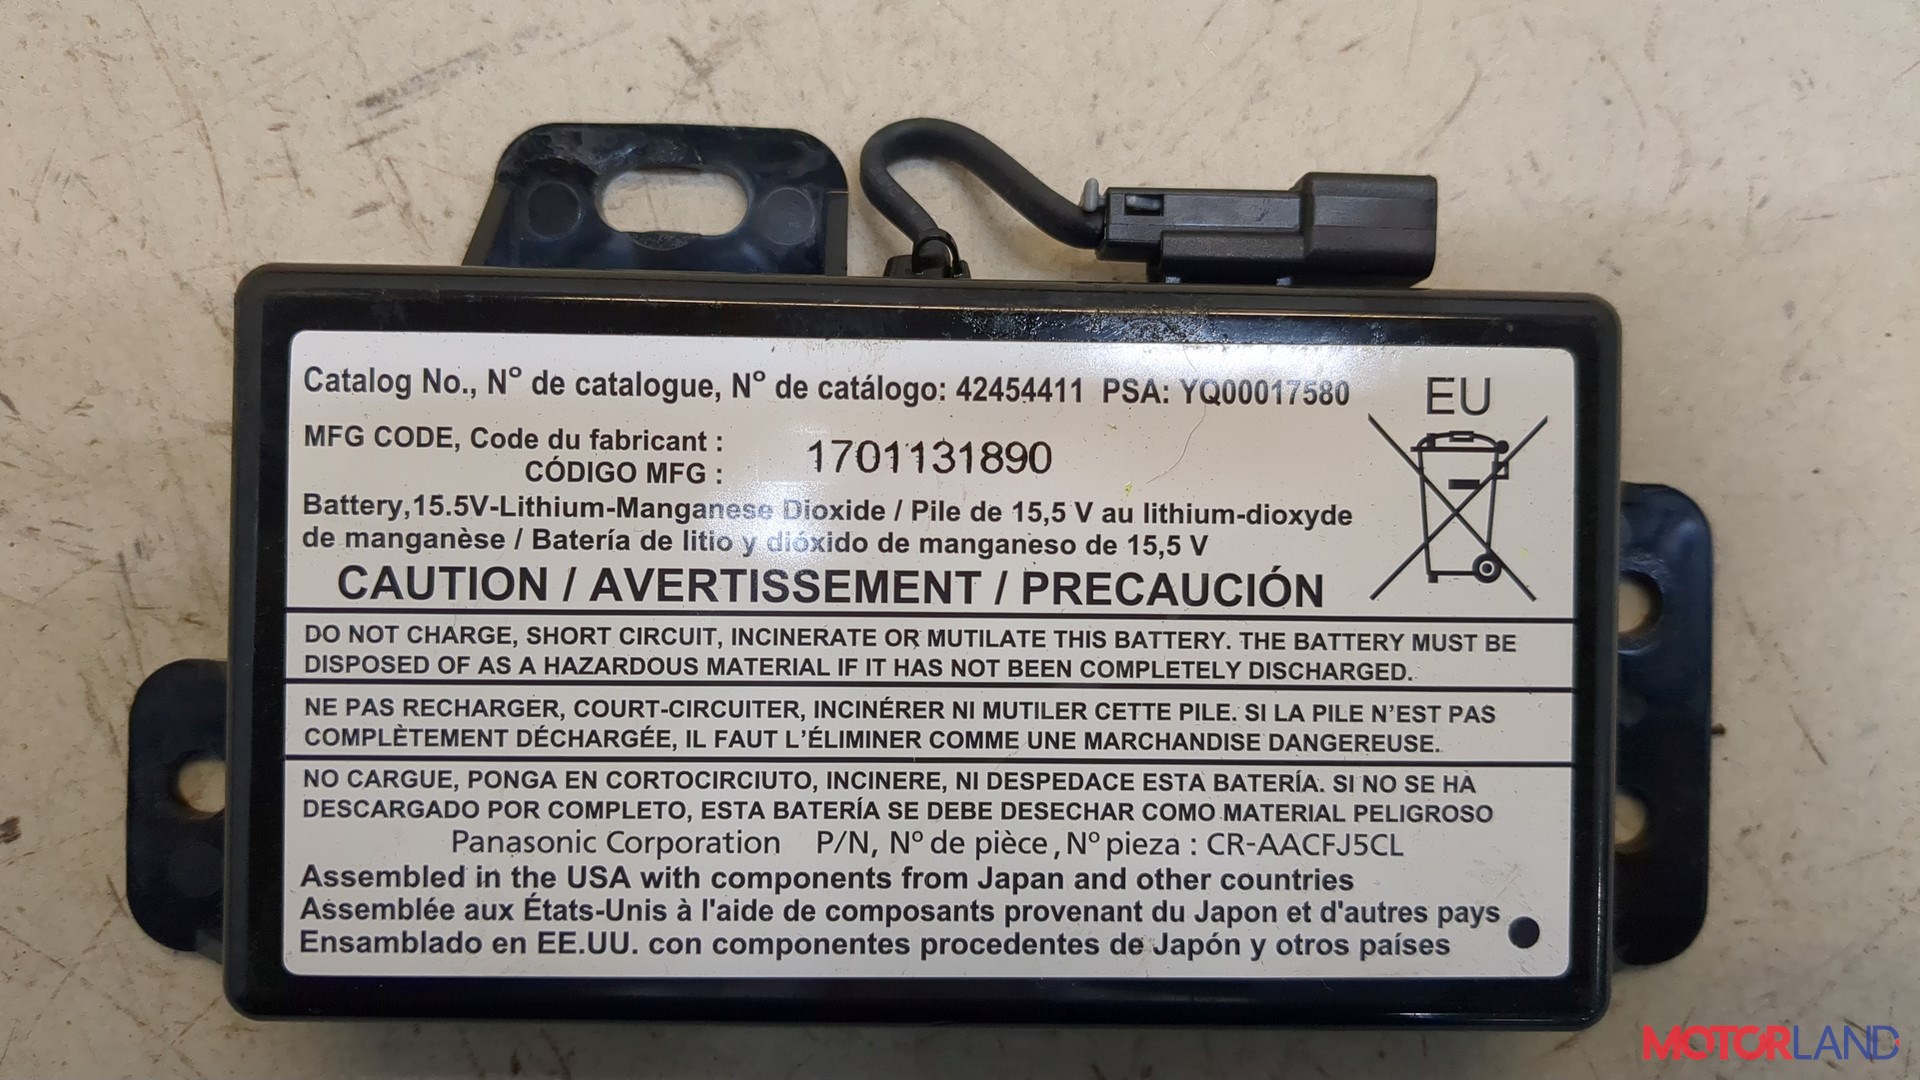 Catalog No., Nº de catalogue, Nº de catálogo: 42454411 PSA: YQ00017580
EU
MFG CODE, Code du fabricant :
CÓDIGO MFG :
1701131890
Battery,15.5V-Lithium-Manganese Dioxide / Pile de 15,5 V au lithium-dioxyde
de manganèse / Batería de litio y dióxido de manganeso de 15,5 V
CAUTION / AVERTISSEMENT / PRECAUCIÓN
DO NOT CHARGE, SHORT CIRCUIT, INCINERATE OR MUTILATE THIS BATTERY. THE BATTERY MUST BE
DISPOSED OF AS A HAZARDOUS MATERIAL IF IT HAS NOT BEEN COMPLETELY DISCHARGED.
NE PAS RECHARGER, COURT-CIRCUITER, INCINÉRER NI MUTILER CETTE PILE. SI LA PILE N’EST PAS
COMPLÈTEMENT DÉCHARGÉE, IL FAUT L’ÉLIMINER COMME UNE MARCHANDISE DANGEREUSE.
NO CARGUE, PONGA EN CORTOCIRCIUTO, INCINERE, NI DESPEDACE ESTA BATERÍA. SI NO SE HÀ
DESCARGADO POR COMPLETO, ESTA BATERÍA SE DEBE DESECHAR COMO MATERIAL PELIGROSO
Panasonic Corporation P/N, Nº de pièce, Nº pieza : CR-AACFJ5CL
Assembled in the USA with components from Japan and other countries
Assemblée aux États-Unis à l'aide de composants provenant du Japon et d'autres pays
Ensamblado en EE.UU. con componentes procedentes de Japón y otros países
MOTORLAND